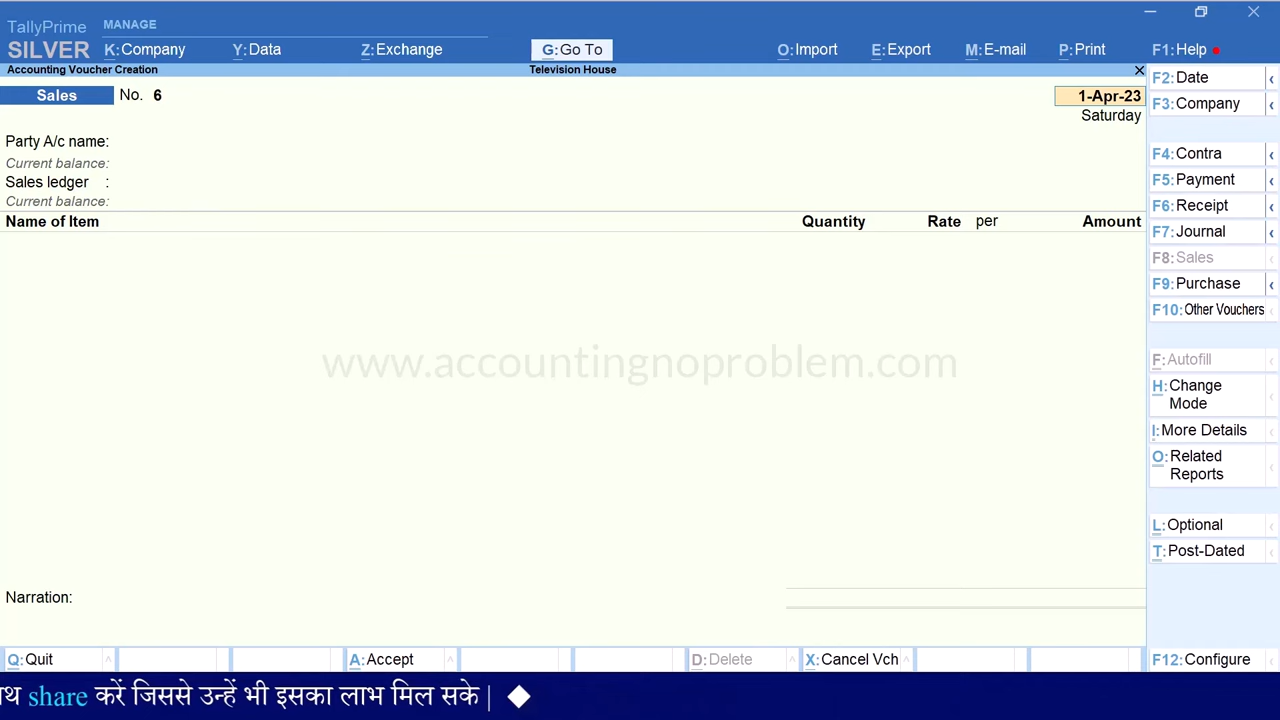 TallyPrime MANAGE
SILVER K:Company Y:Data Z:Exchange G:Go To O:Import E:Export M:E-mail P:Print F1:Help
Accounting Voucher Creation Television House
Sales No. 6 1-Apr-23
Saturday
Party A/c name:
Current balance:
Sales ledger :
Current balance:
Name of Item Quantity Rate per Amount
www.accountingnoproblem.com
Narration:
F2:Date
F3:Company
F4:Contra
F5:Payment
F6:Receipt
F7:Journal
F8:Sales
F9:Purchase
F10:Other Vouchers
F:Autofill
H:Change
Mode
I:More Details
O:Related
Reports
L:Optional
T:Post-Dated
Q:Quit A:Accept D:Delete X:Cancel Vch F12:Configure
share करें जिससे उन्हें भी इसका लाभ मिल सके |